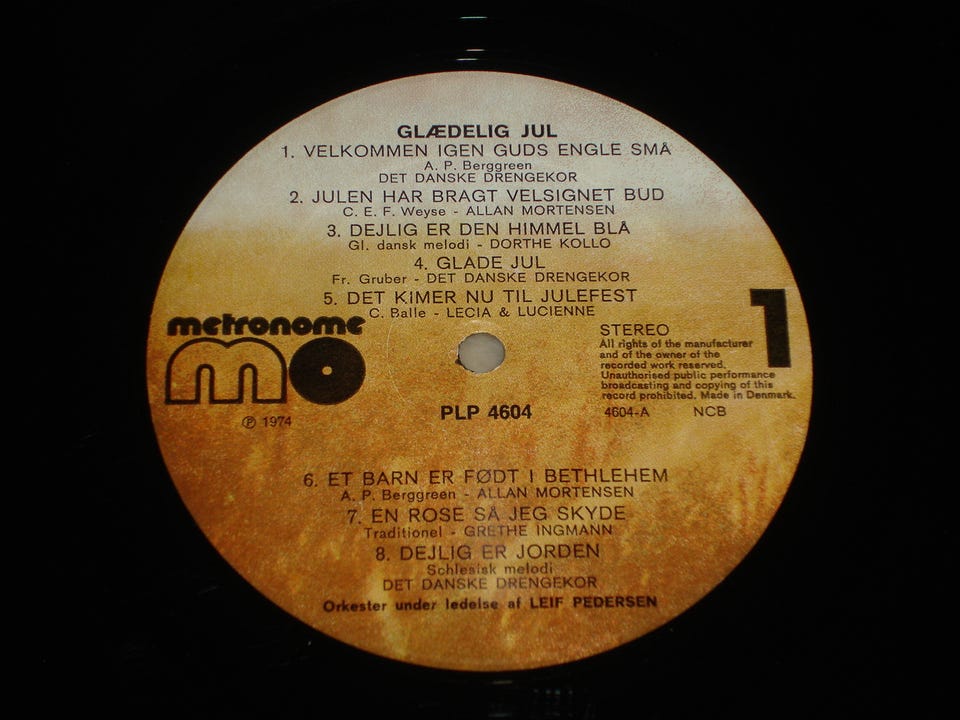 GLÆDELIG JUL
1. VELKOMMEN IGEN GUDS ENGLE SMÅ
A. P. Berggreen
DET DANSKE DRENGEKOR
2. JULEN HAR BRAGT VELSIGNET BUD
C. E. F. Weyse - ALLAN MORTENSEN
3. DEJLIG ER DEN HIMMEL BLÅ
Gl. dansk melodi - DORTHE KOLLO
4. GLADE JUL
Fr. Gruber - DET DANSKE DRENGEKOR
5. DET KIMER NU TIL JULEFEST
C. Balle - LECIA & LUCIENNE
metronome
mo
℗ 1974
1
STEREO
All rights of the manufacturer
and of the owner of the
recorded work reserved.
Unauthorised public performance
broadcasting and copying of this
record prohibited. Made in Denmark.
4604-A NCB
PLP 4604
6. ET BARN ER FØDT I BETHLEHEM
A. P. Berggreen - ALLAN MORTENSEN
7. EN ROSE SÅ JEG SKYDE
Traditionel - GRETHE INGMANN
8. DEJLIG ER JORDEN
Schlesisk melodi
DET DANSKE DRENGEKOR
Orkester under ledelse af LEIF PEDERSEN